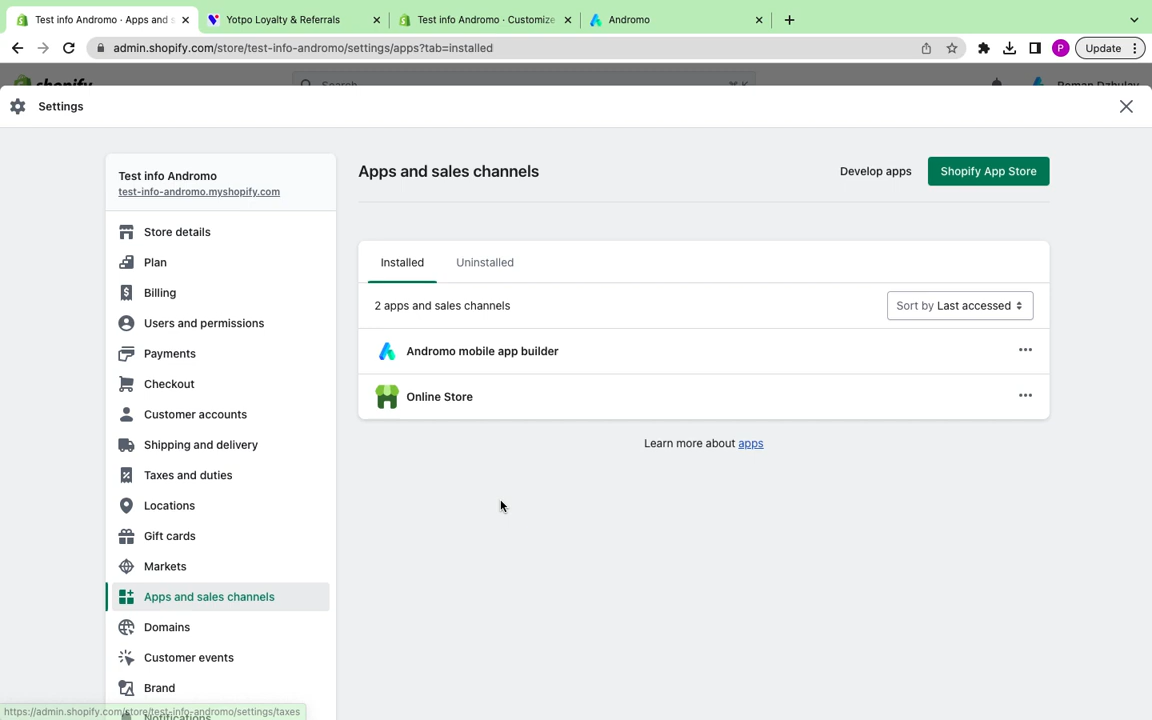 Test info Andromo · Apps and s
Yotpo Loyalty & Referrals
Test info Andromo · Customize
Andromo
admin.shopify.com/store/test-info-andromo/settings/apps?tab=installed
P
Update
shopify
Search
⌘ K
Roman Dzhulay
Settings
Test info Andromo
test-info-andromo.myshopify.com
Store details
Plan
Billing
Users and permissions
Payments
Checkout
Customer accounts
Shipping and delivery
Taxes and duties
Locations
Gift cards
Markets
Apps and sales channels
Domains
Customer events
Brand
Notifications
Apps and sales channels
Develop apps
Shopify App Store
Installed
Uninstalled
2 apps and sales channels
Sort by Last accessed
Andromo mobile app builder
Online Store
Learn more about apps
https://admin.shopify.com/store/test-info-andromo/settings/taxes